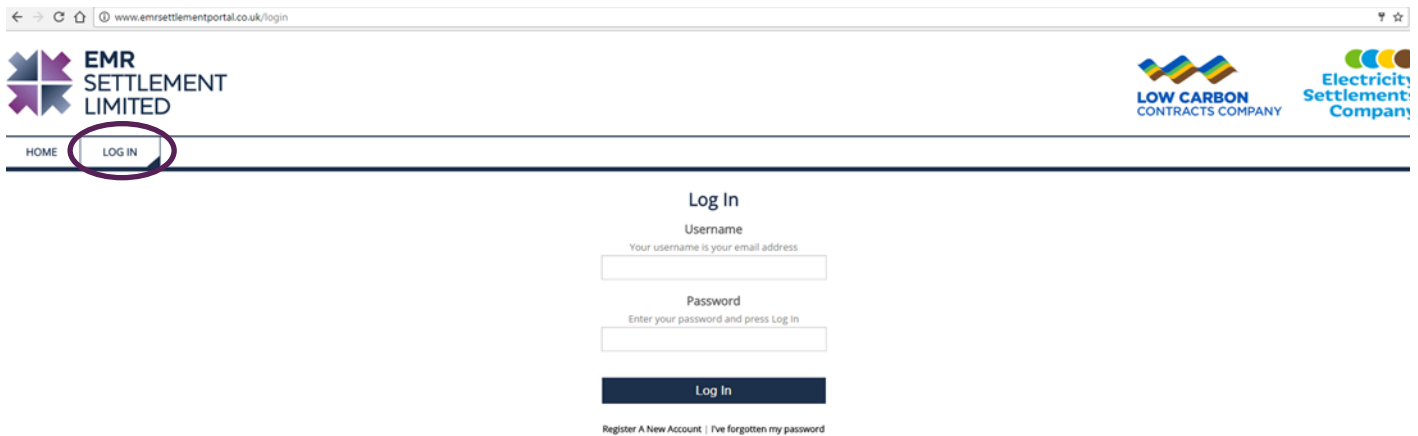 www.emrsettlementportal.co.uk/login
EMR
SETTLEMENT
LIMITED
LOW CARBON
CONTRACTS COMPANY
Electricity
Settlements
Company
HOME
LOG IN
Log In
Username
Your username is your email address
Password
Enter your password and press Log In
Log In
Register A New Account | I've forgotten my password